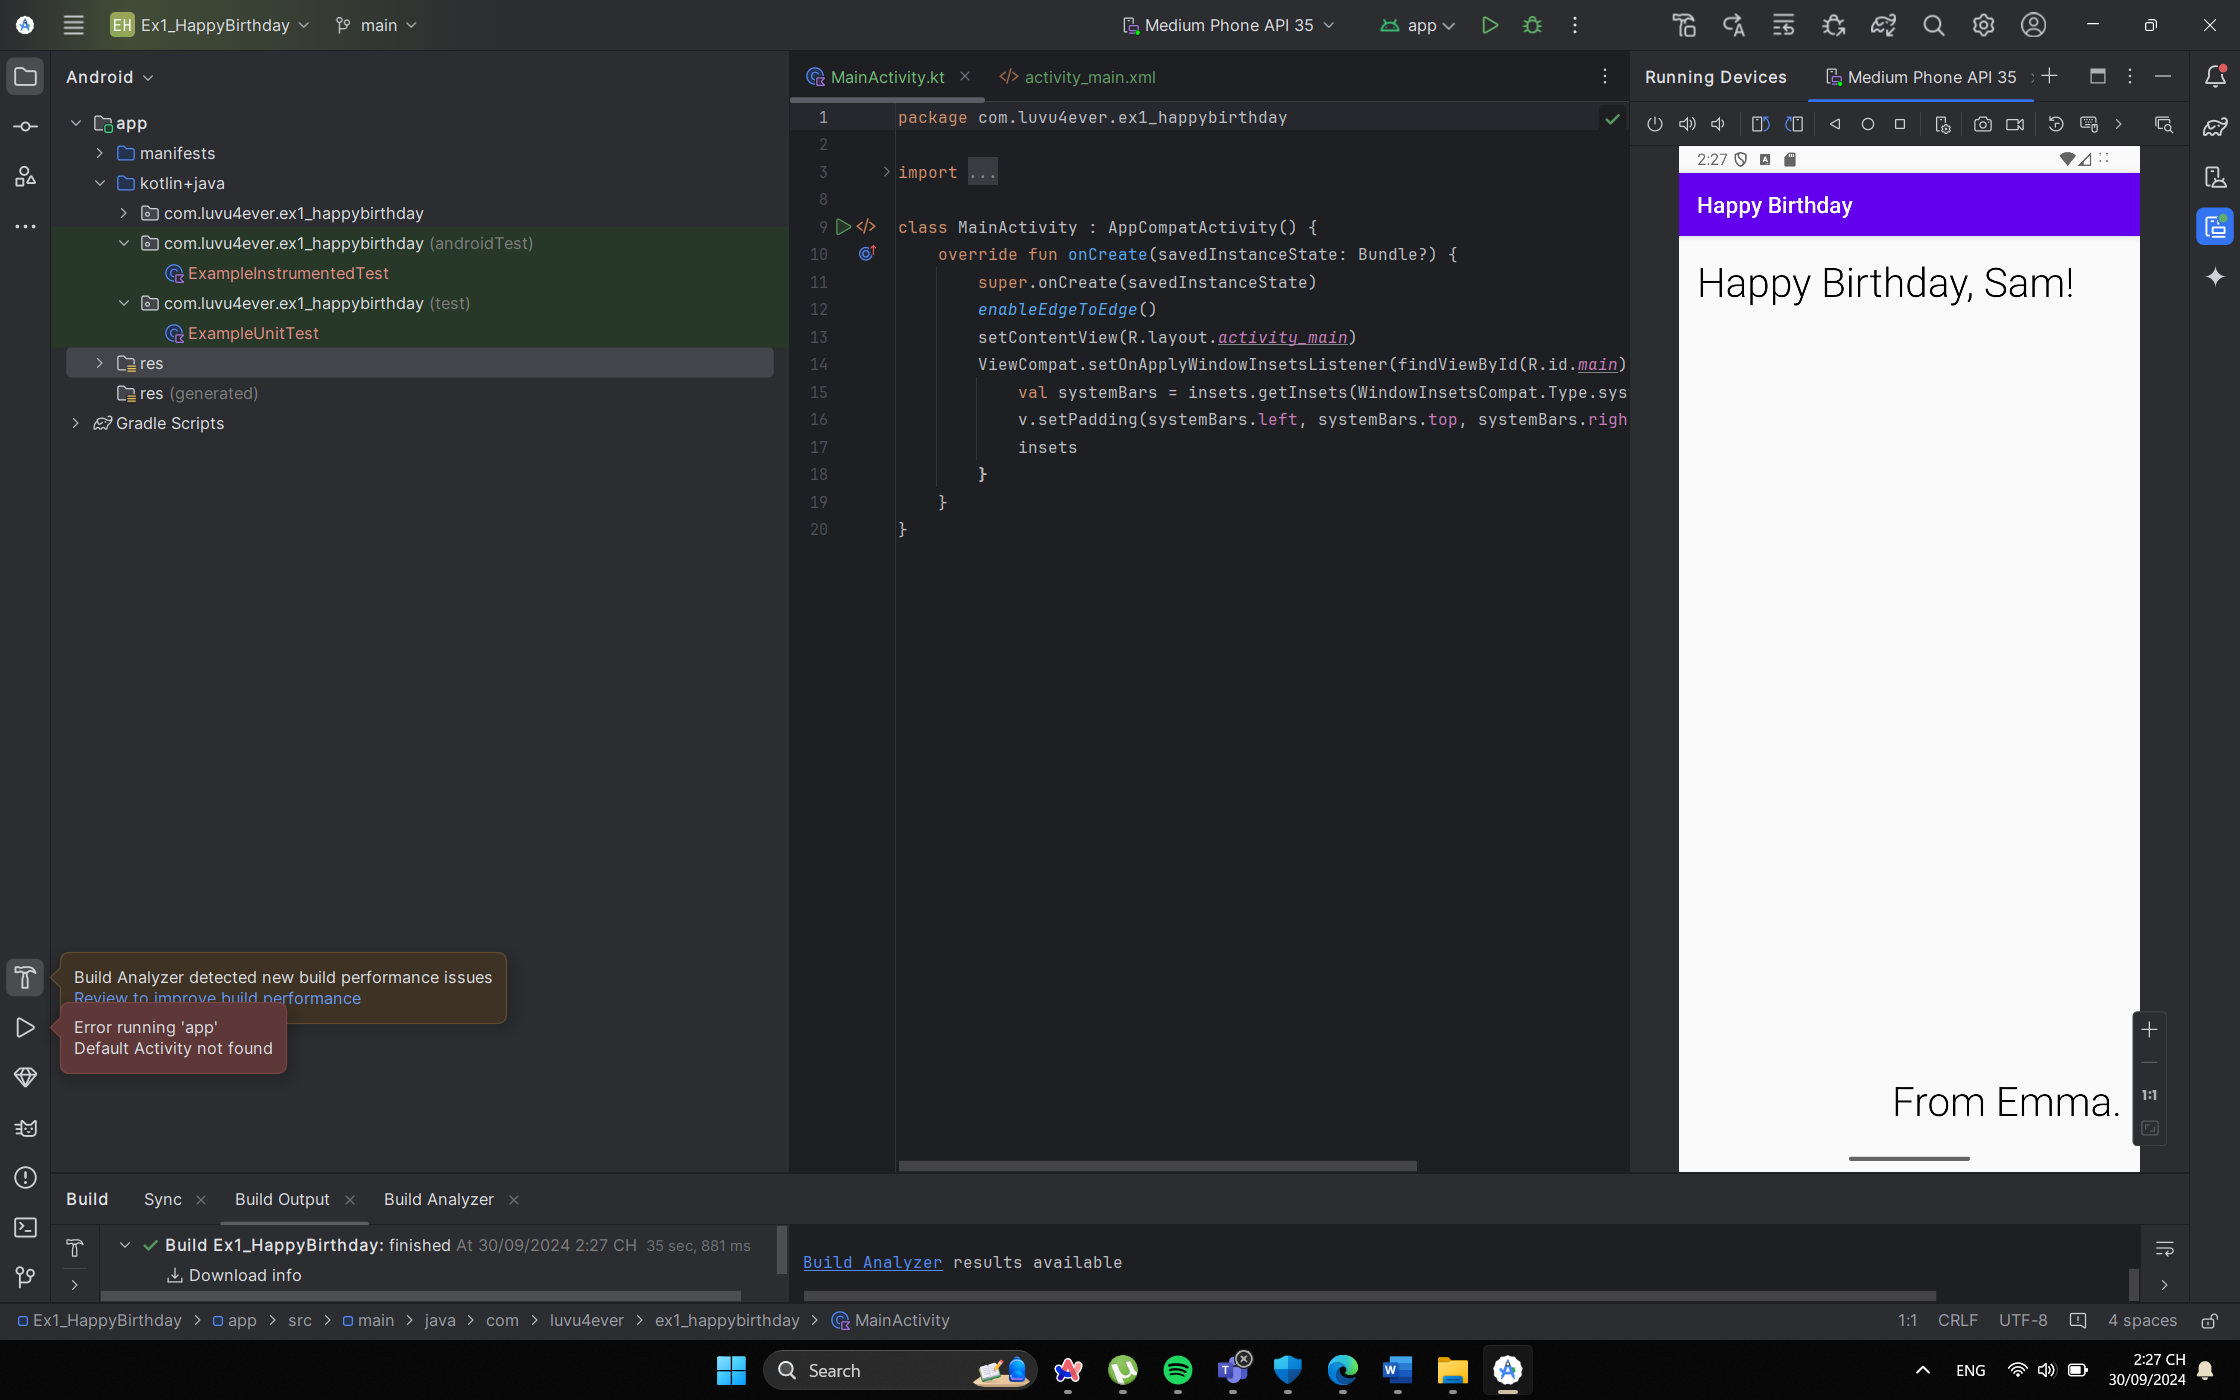 EH Ex1_HappyBirthday main
Medium Phone API 35 app
Android
app
manifests
kotlin+java
com.luvu4ever.ex1_happybirthday
com.luvu4ever.ex1_happybirthday (androidTest)
ExampleInstrumentedTest
com.luvu4ever.ex1_happybirthday (test)
ExampleUnitTest
res
res (generated)
Gradle Scripts
MainActivity.kt activity_main.xml
1 package com.luvu4ever.ex1_happybirthday
2
3 import ...
8
9 class MainActivity : AppCompatActivity() {
10 override fun onCreate(savedInstanceState: Bundle?) {
11 super.onCreate(savedInstanceState)
12 enableEdgeToEdge()
13 setContentView(R.layout.activity_main)
14 ViewCompat.setOnApplyWindowInsetsListener(findViewById(R.id.main)
15 val systemBars = insets.getInsets(WindowInsetsCompat.Type.sys
16 v.setPadding(systemBars.left, systemBars.top, systemBars.righ
17 insets
18 }
19 }
20 }
Running Devices Medium Phone API 35
2:27
Happy Birthday
Happy Birthday, Sam!
From Emma.
1:1
Build Analyzer detected new build performance issues
Review to improve build performance
Error running 'app'
Default Activity not found
Build Sync Build Output Build Analyzer
Build Ex1_HappyBirthday: finished At 30/09/2024 2:27 CH 35 sec, 881 ms
Download info
Build Analyzer results available
Ex1_HappyBirthday > app > src > main > java > com > luvu4ever > ex1_happybirthday > MainActivity
1:1 CRLF UTF-8 4 spaces
Search
ENG
2:27 CH
30/09/2024